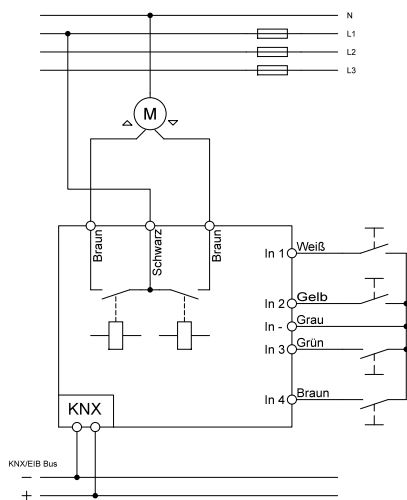 N
L1
L2
L3
M
Braun
Schwarz
Braun
In 1
Weiß
In 2
Gelb
In -
Grau
In 3
Grün
In 4
Braun
KNX
KNX/EIB Bus
−
+